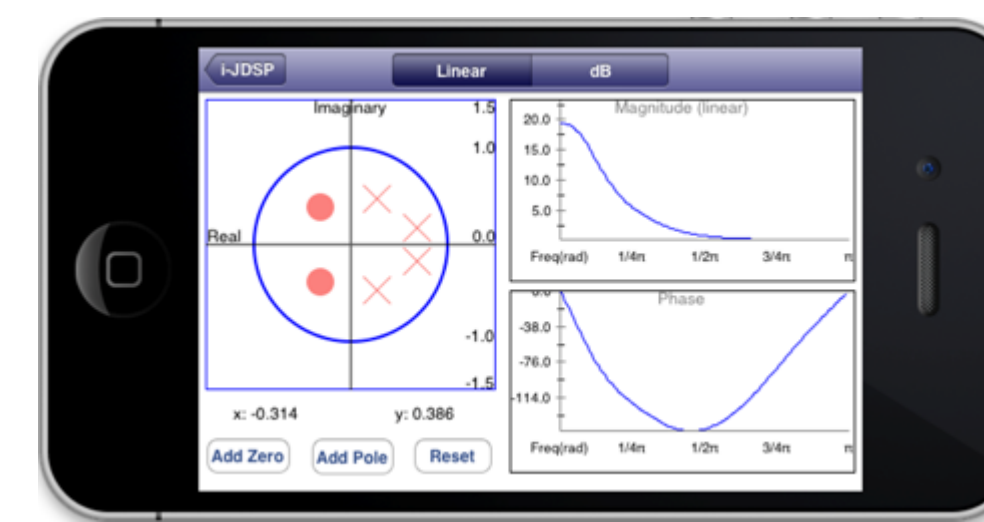 i-JDSP
Linear
dB
Imaginary
1.5
1.0
Real
0.0
-1.0
-1.5
x: -0.314
y: 0.386
Add Zero
Add Pole
Reset
Magnitude (linear)
20.0
15.0
10.0
5.0
Freq(rad) 1/4π 1/2π 3/4π π
Phase
0.0
-38.0
-76.0
-114.0
Freq(rad) 1/4π 1/2π 3/4π π